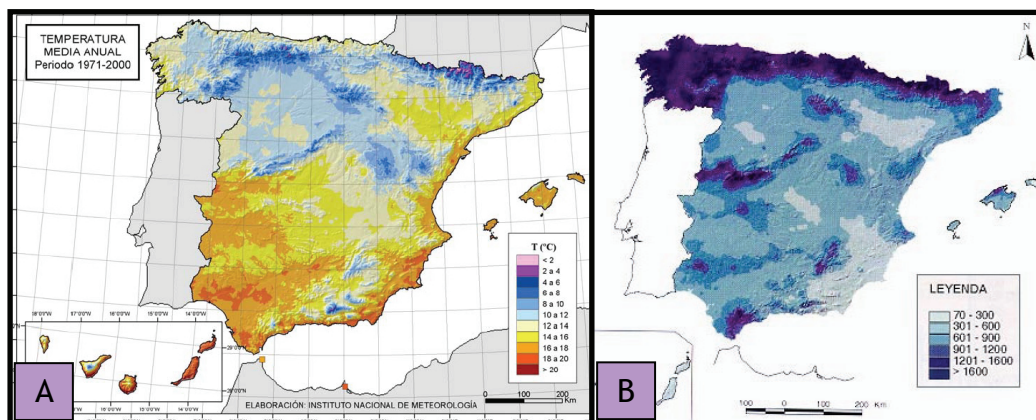 TEMPERATURA
MEDIA ANUAL
Periodo 1971-2000
T (°C)
< 2
2 a 4
4 a 6
6 a 8
8 a 10
10 a 12
12 a 14
14 a 16
16 a 18
18 a 20
> 20
0 100 200
Km
ELABORACIÓN: INSTITUTO NACIONAL DE METEOROLOGÍA
A
N
LEYENDA
70 - 300
301 - 600
601 - 900
901 - 1200
1201 - 1600
> 1600
100 0 100 200 Km
B